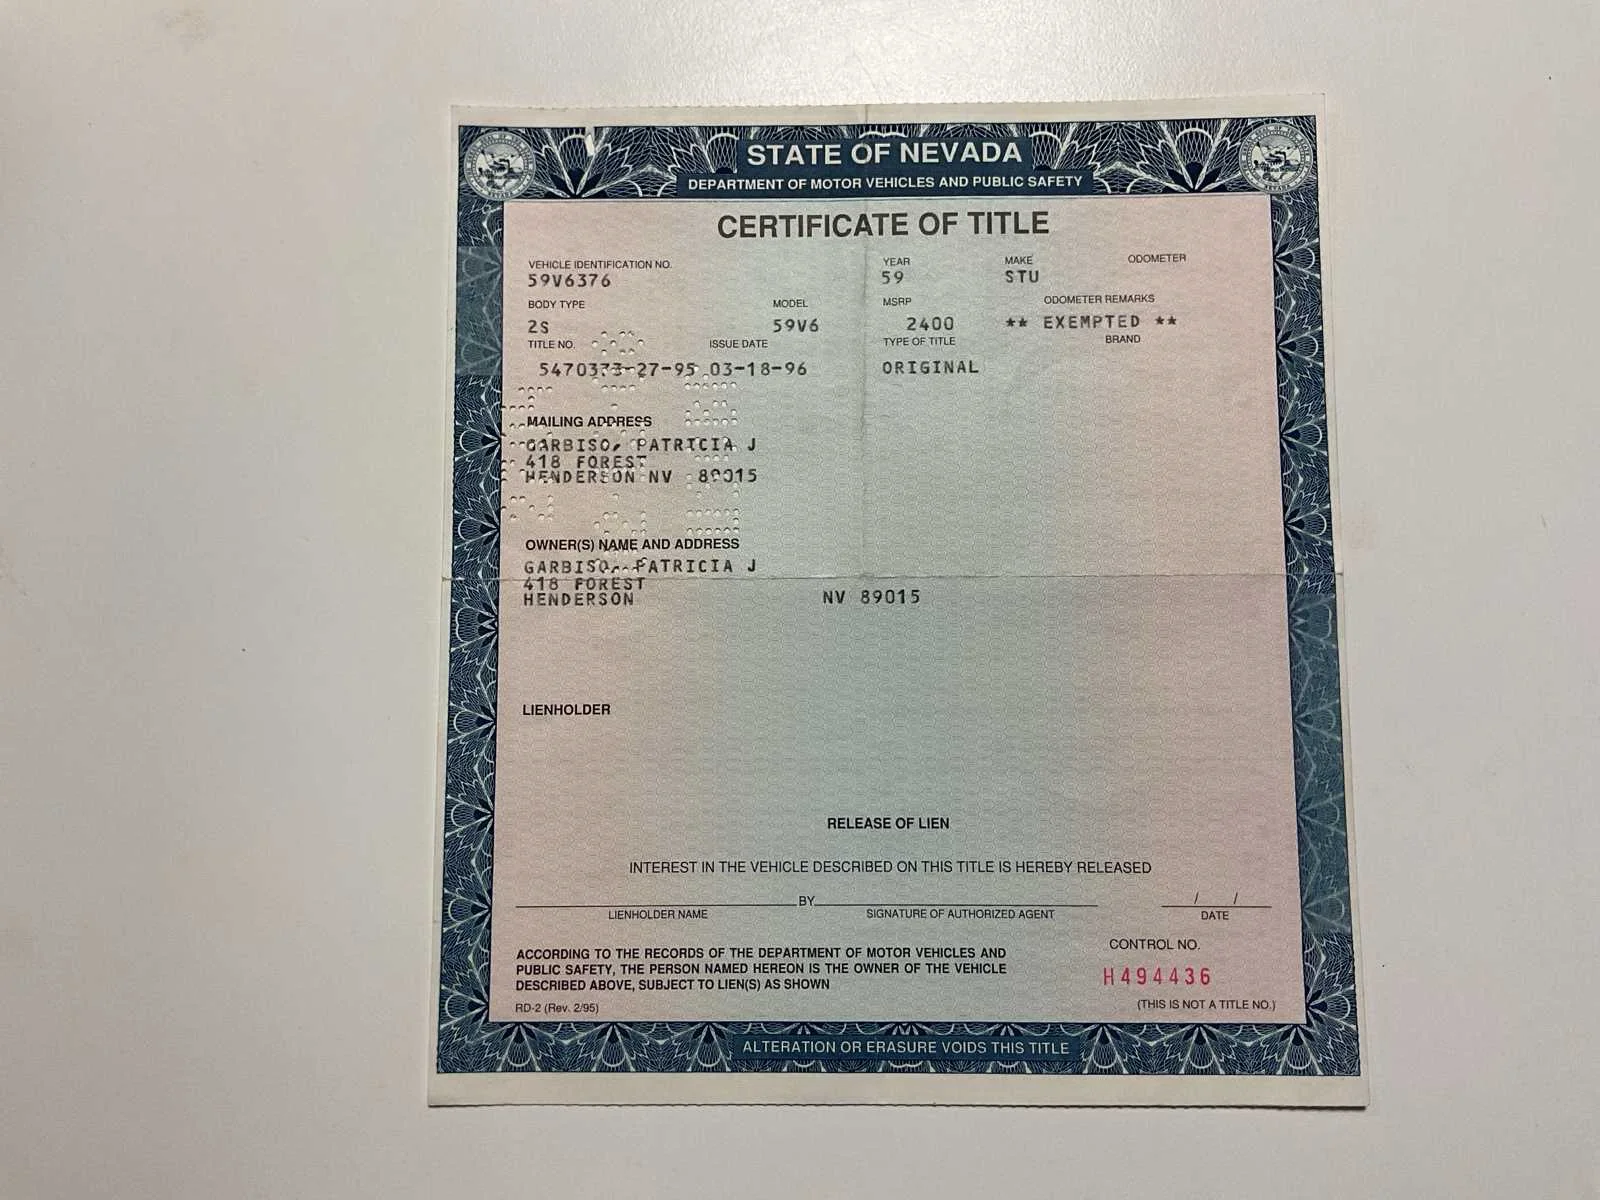 STATE OF NEVADA
DEPARTMENT OF MOTOR VEHICLES AND PUBLIC SAFETY
CERTIFICATE OF TITLE
VEHICLE IDENTIFICATION NO. YEAR MAKE ODOMETER
59V6376 59 STU
BODY TYPE MODEL MSRP ODOMETER REMARKS
2S 59V6 2400 ** EXEMPTED **
TITLE NO. ISSUE DATE TYPE OF TITLE BRAND
03-18-96 ORIGINAL
MAILING ADDRESS
GARBISO, PATRICIA J
418 FOREST
HENDERSON NV 89015
OWNER(S) NAME AND ADDRESS
GARBISO, PATRICIA J
418 FOREST
HENDERSON NV 89015
LIENHOLDER
RELEASE OF LIEN
INTEREST IN THE VEHICLE DESCRIBED ON THIS TITLE IS HEREBY RELEASED
BY / /
LIENHOLDER NAME SIGNATURE OF AUTHORIZED AGENT DATE
ACCORDING TO THE RECORDS OF THE DEPARTMENT OF MOTOR VEHICLES AND
PUBLIC SAFETY, THE PERSON NAMED HEREON IS THE OWNER OF THE VEHICLE
DESCRIBED ABOVE, SUBJECT TO LIEN(S) AS SHOWN
CONTROL NO.
H494436
RD-2 (Rev. 2/95) (THIS IS NOT A TITLE NO.)
ALTERATION OR ERASURE VOIDS THIS TITLE